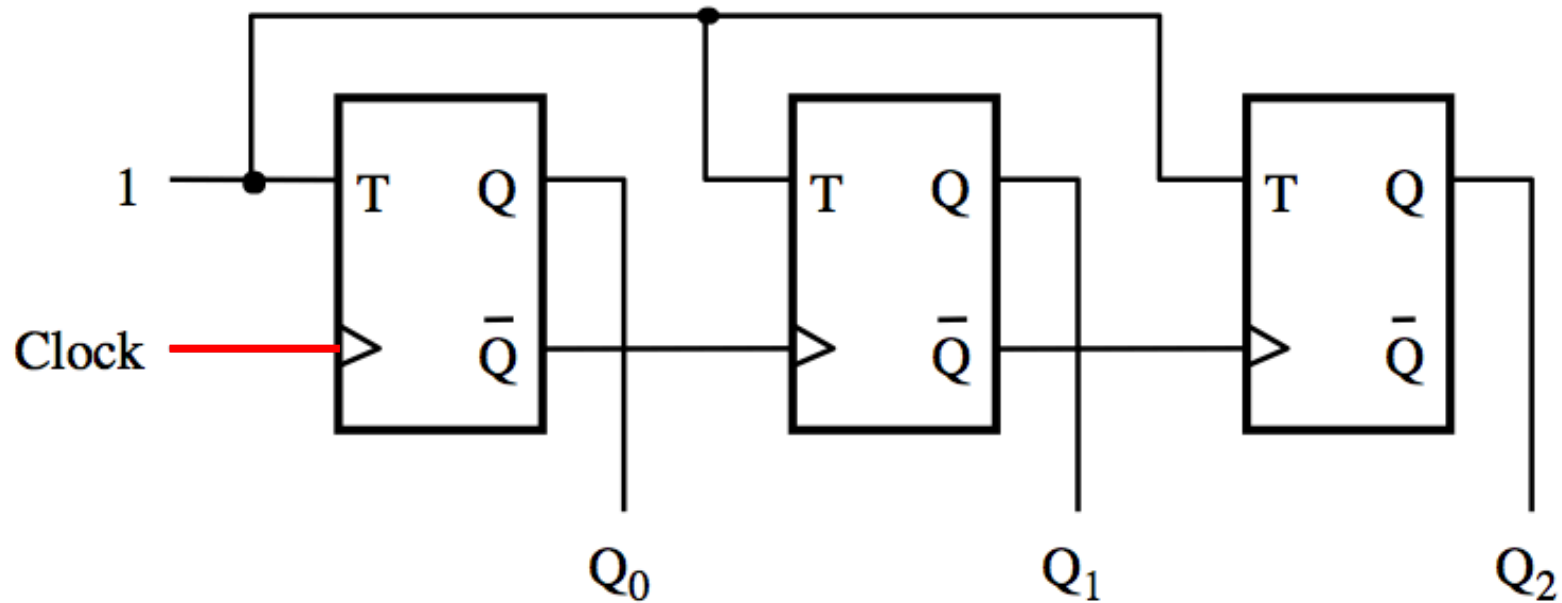 1 T Q T Q T Q
Clock Q̅ Q̅ Q̅
Q₀ Q₁ Q₂